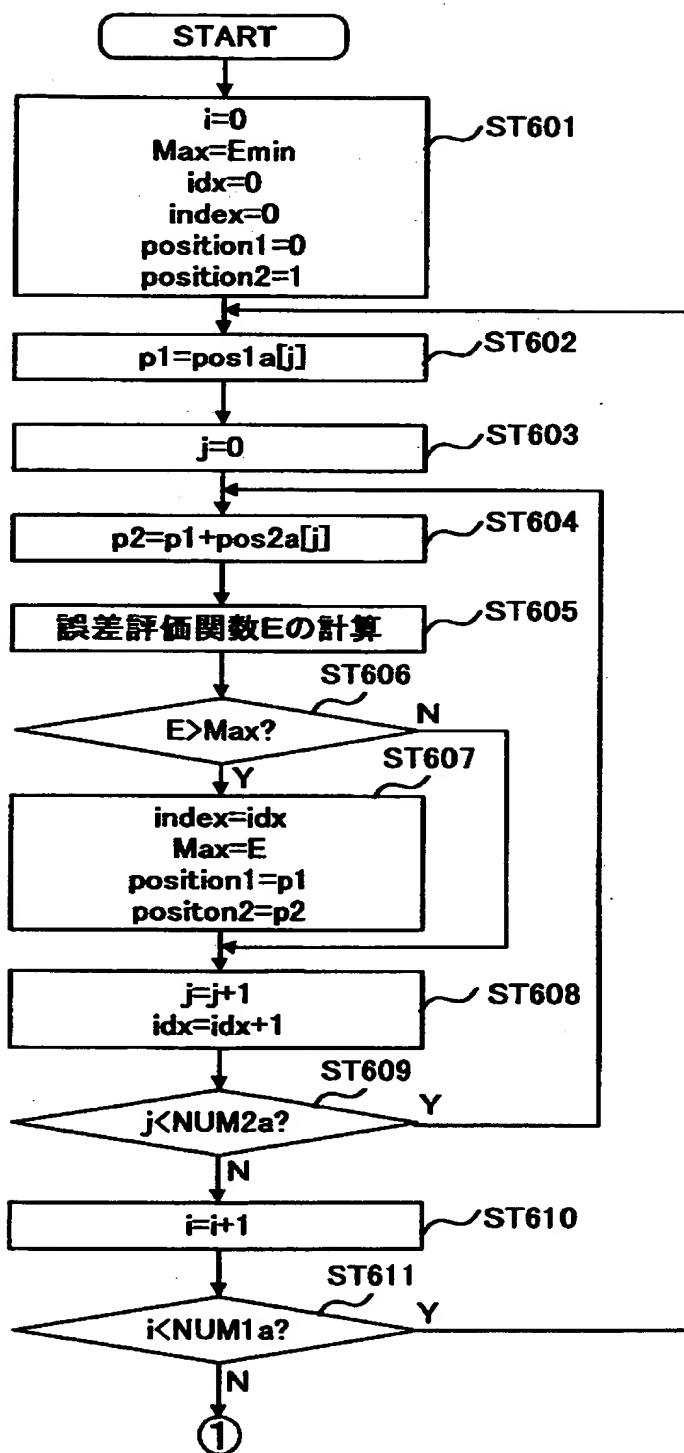 START
i=0
Max=Emin
idx=0
index=0
position1=0
position2=1
ST601
p1=pos1a[j]
ST602
j=0
ST603
p2=p1+pos2a[j]
ST604
誤差評価関数Eの計算
ST605
ST606
E>Max?
N
Y
ST607
index=idx
Max=E
position1=p1
positon2=p2
j=j+1
idx=idx+1
ST608
ST609
j<NUM2a?
Y
N
i=i+1
ST610
ST611
i<NUM1a?
Y
N
1